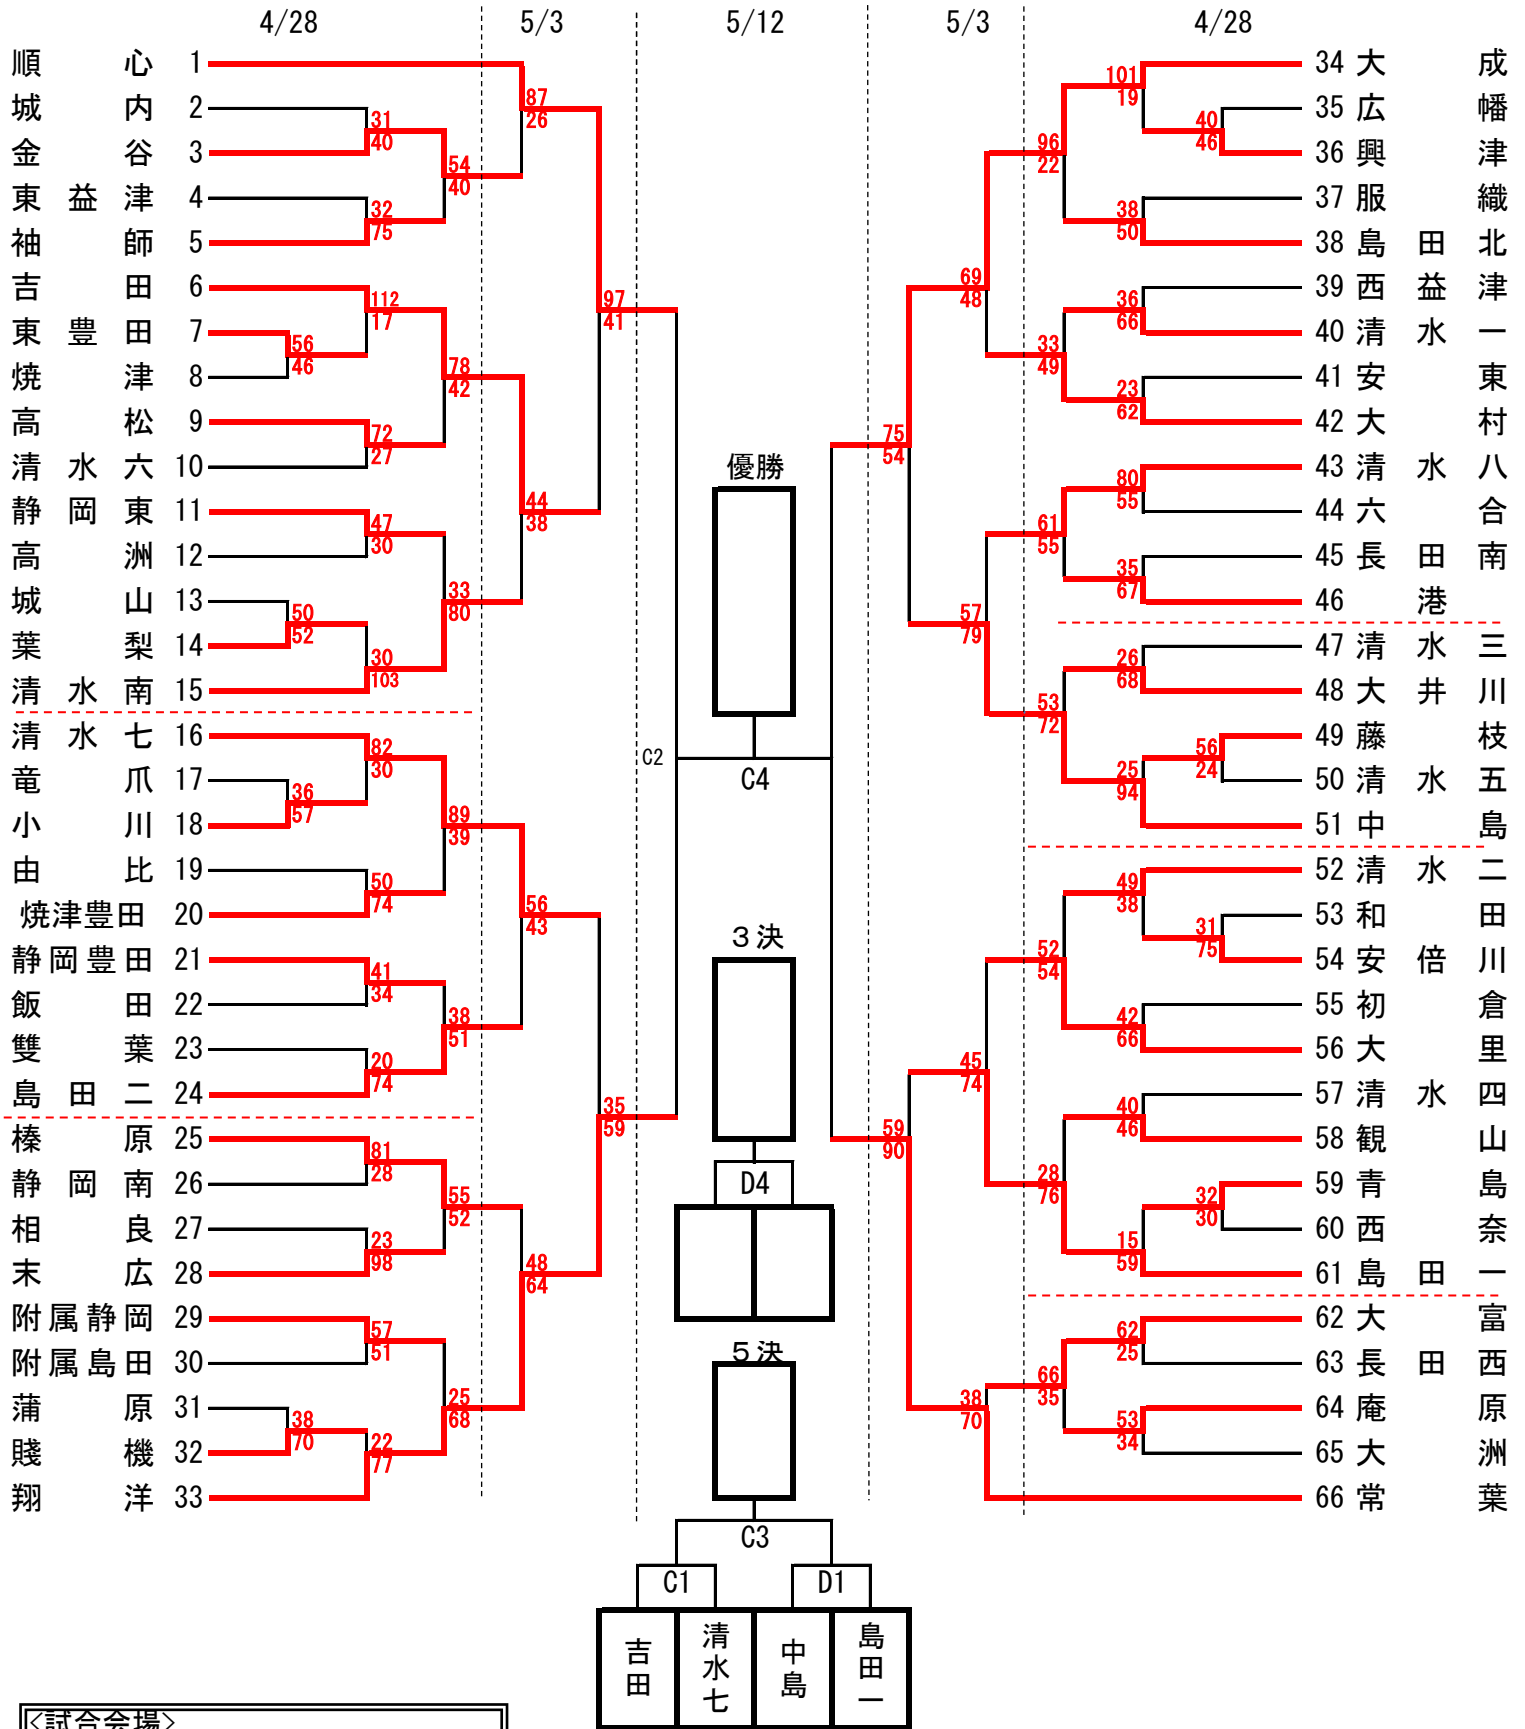 4/28 5/3 5/12 5/3 4/28
順心 1
城内 2
金谷 3
東益津 4
袖師 5
吉田 6
東豊田 7
焼津 8
高松 9
清水六 10
静岡東 11
高洲 12
城山 13
葉梨 14
清水南 15
清水七 16
竜爪 17
小川 18
由比 19
焼津豊田 20
静岡豊田 21
飯田 22
雙葉 23
島田二 24
榛原 25
静岡南 26
相良 27
末広 28
附属静岡 29
附属島田 30
蒲原 31
賤機 32
翔洋 33
56
46
50
52
36
57
38
70
31
40
32
75
112
17
72
27
47
30
30
103
82
30
50
74
41
34
20
74
81
28
23
98
57
51
22
77
54
40
78
42
33
80
89
39
38
51
55
52
25
68
87
26
44
38
56
43
48
64
97
41
35
59
C2
優勝
C4
3決
D4
5決
C3
C1 D1
吉田
清水七
中島
島田一
75
54
59
90
69
48
57
79
45
74
38
70
96
22
33
49
61
55
53
72
52
54
28
76
66
35
101
19
38
50
36
66
23
62
80
55
35
67
26
68
25
94
49
38
42
66
40
46
15
59
62
25
53
34
40
46
56
24
31
75
32
30
34 大成
35 広幡
36 興津
37 服織
38 島田北
39 西益津
40 清水一
41 安東
42 大村
43 清水八
44 六合
45 長田南
46 港
47 清水三
48 大井川
49 藤枝
50 清水五
51 中島
52 清水二
53 和田
54 安倍川
55 初倉
56 大里
57 清水四
58 観山
59 青島
60 西奈
61 島田一
62 大富
63 長田西
64 庵原
65 大洲
66 常葉
<試合会場>